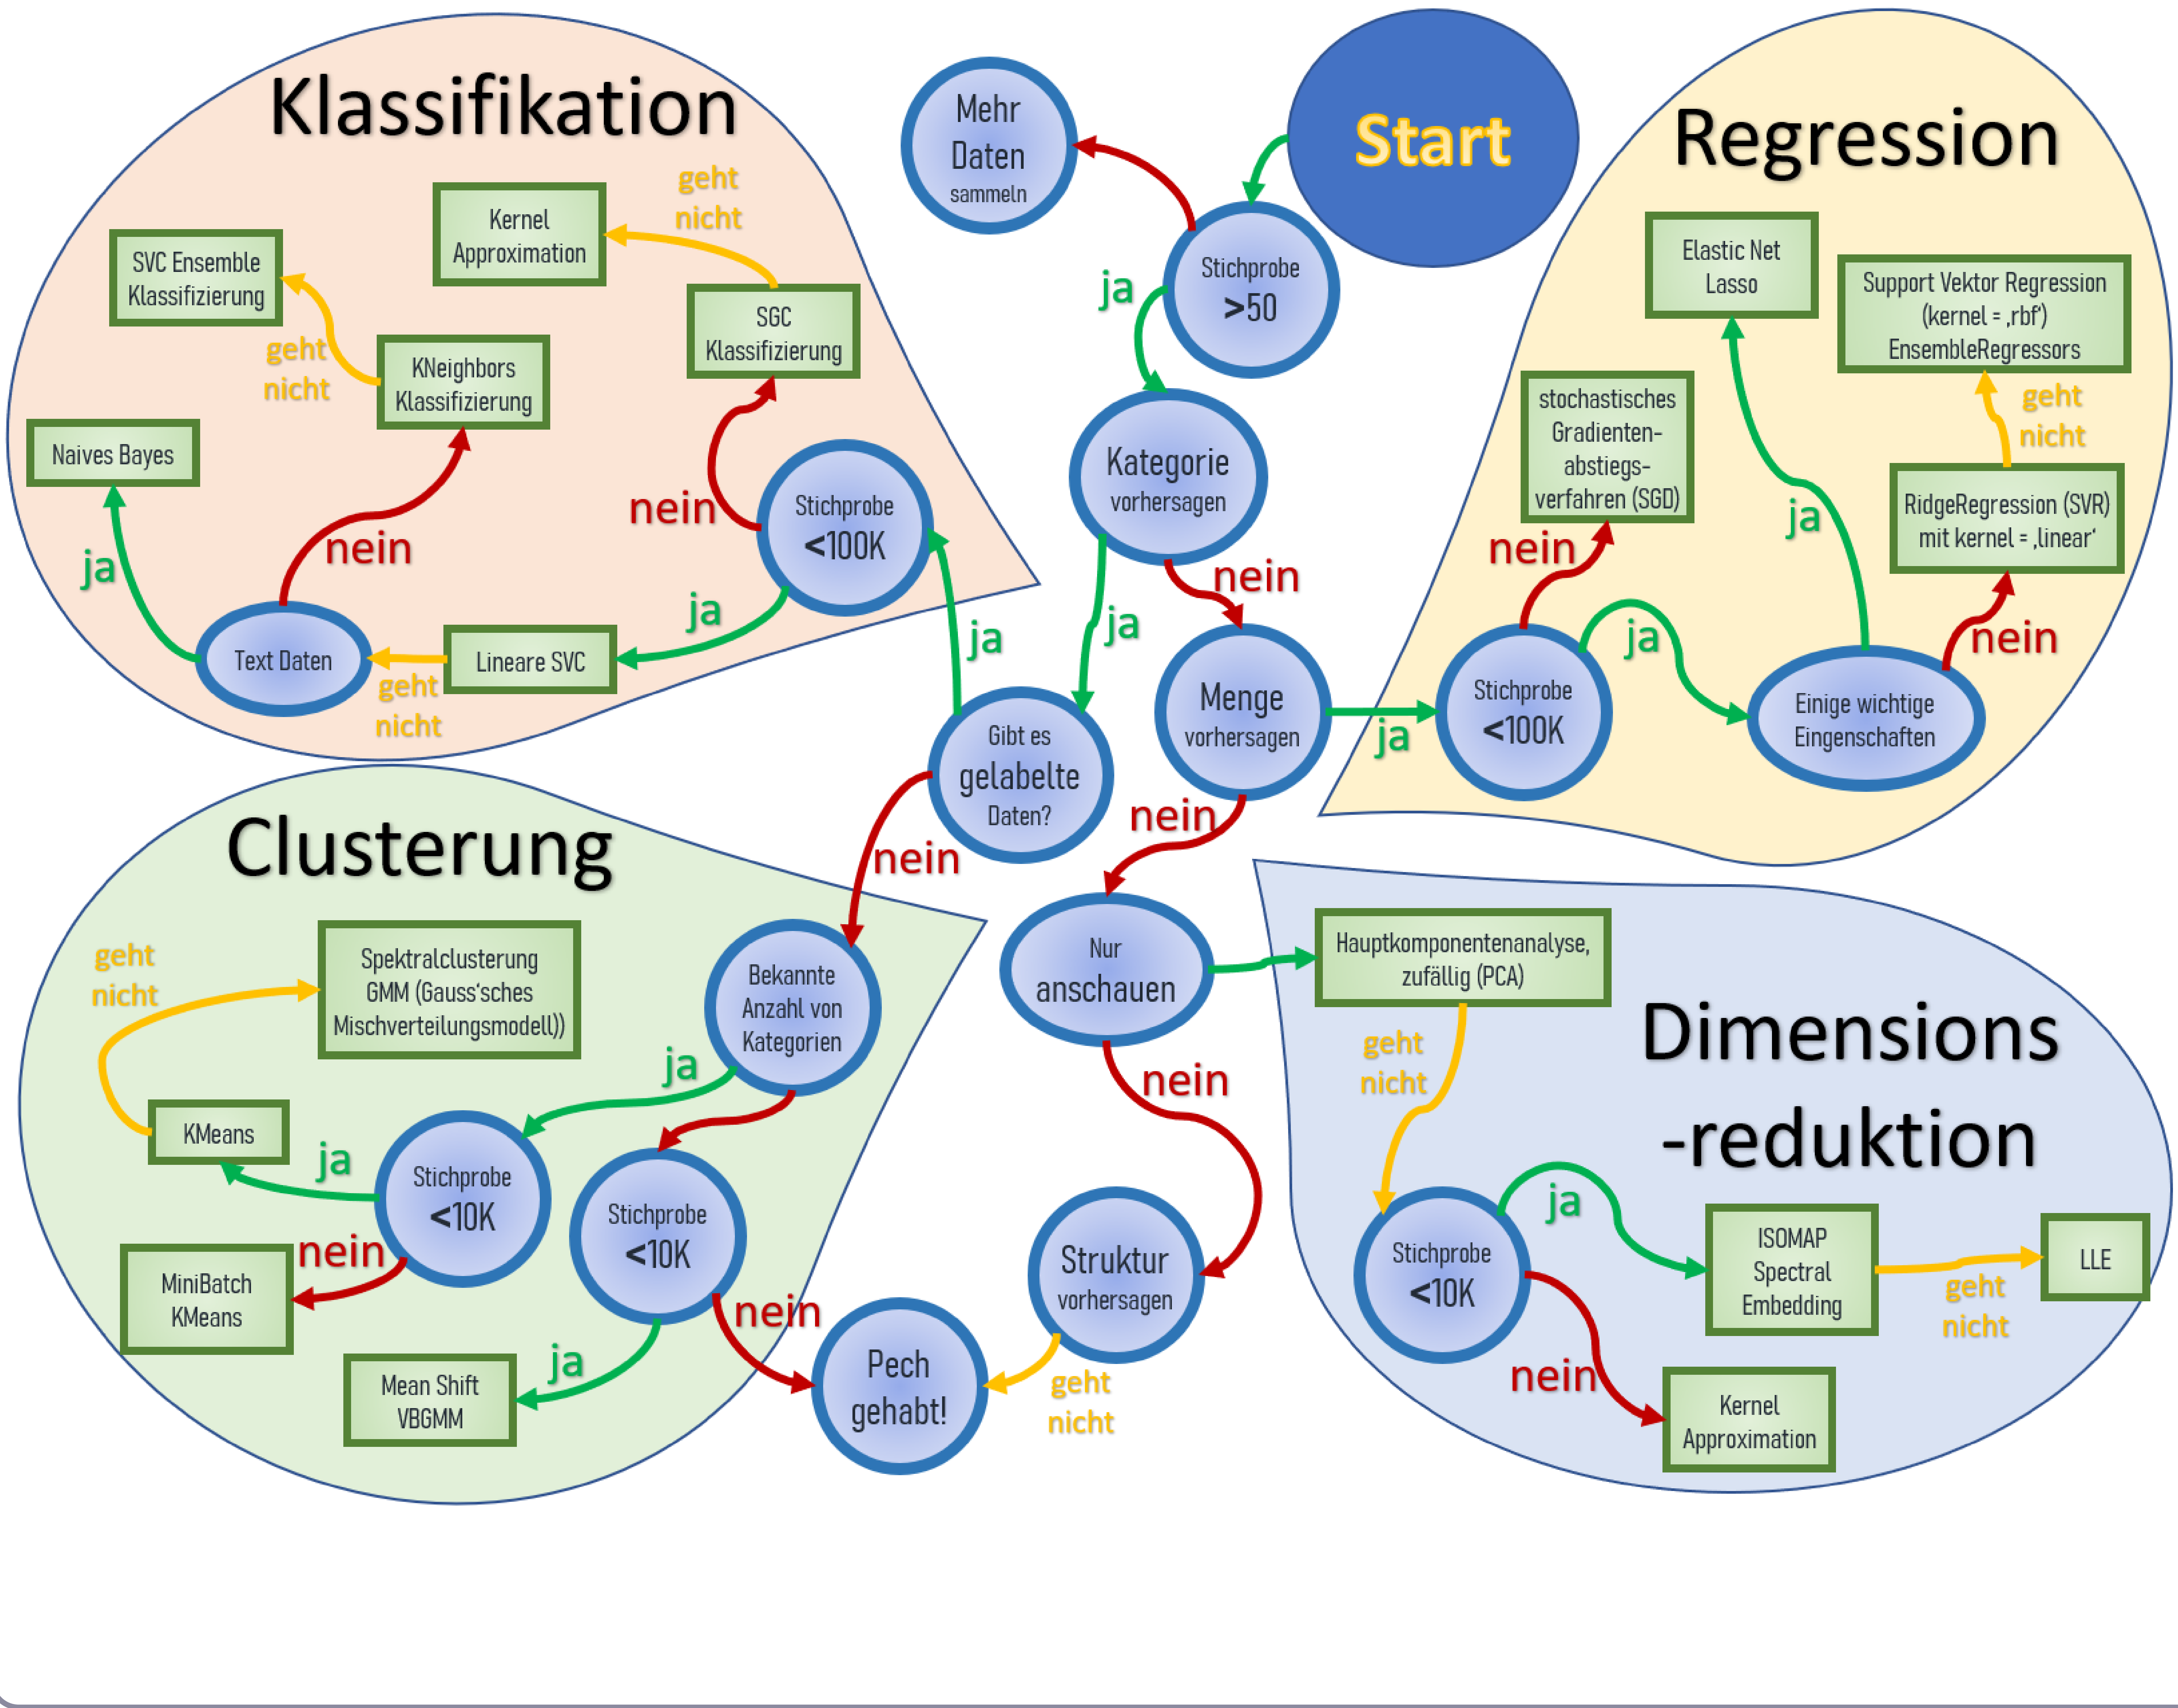 Klassifikation
Kernel
Approximation
geht
nicht
SVC Ensemble
Klassifizierung
geht
nicht
SGC
Klassifizierung
KNeighbors
Klassifizierung
Naives Bayes
nein
Stichprobe
<100K
ja
nein
ja
Text Daten
Lineare SVC
geht
nicht
Start
Mehr
Daten
sammeln
Stichprobe
>50
ja
Kategorie
vorhersagen
nein
ja
ja
Menge
vorhersagen
ja
Gibt es
gelabelte
Daten?
nein
nein
Nur
anschauen
nein
Struktur
vorhersagen
geht
nicht
Pech
gehabt!
Regression
Elastic Net
Lasso
Support Vektor Regression
(kernel = ‚rbf‘)
EnsembleRegressors
geht
nicht
stochastisches
Gradienten-
abstiegs-
verfahren (SGD)
RidgeRegression (SVR)
mit kernel = ‚linear‘
nein
ja
ja
nein
Stichprobe
<100K
Einige wichtige
Eingenschaften
Clusterung
geht
nicht
Spektralclusterung
GMM (Gauss‘sches
Mischverteilungsmodell))
Bekannte
Anzahl von
Kategorien
ja
KMeans
ja
Stichprobe
<10K
Stichprobe
<10K
nein
MiniBatch
KMeans
nein
ja
Mean Shift
VBGMM
Hauptkomponentenanalyse,
zufällig (PCA)
Dimensions
-reduktion
geht
nicht
ja
Stichprobe
<10K
ISOMAP
Spectral
Embedding
geht
nicht
LLE
nein
Kernel
Approximation